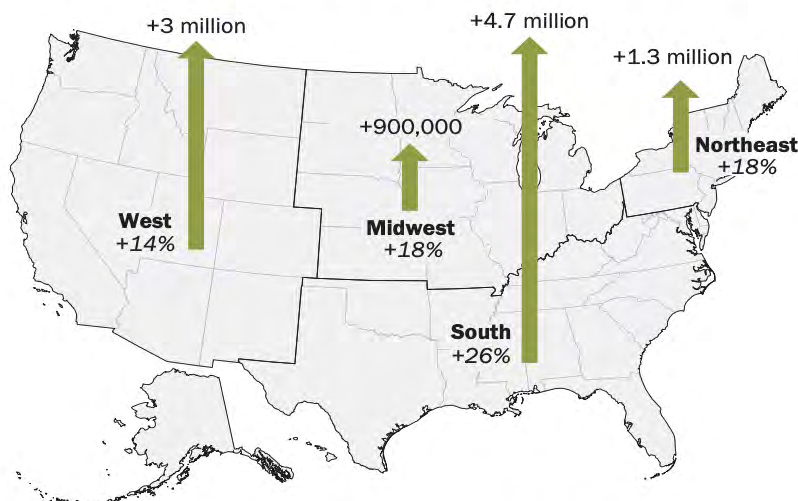 +3 million
+4.7 million
+1.3 million
+900,000
Northeast
+18%
West
+14%
Midwest
+18%
South
+26%